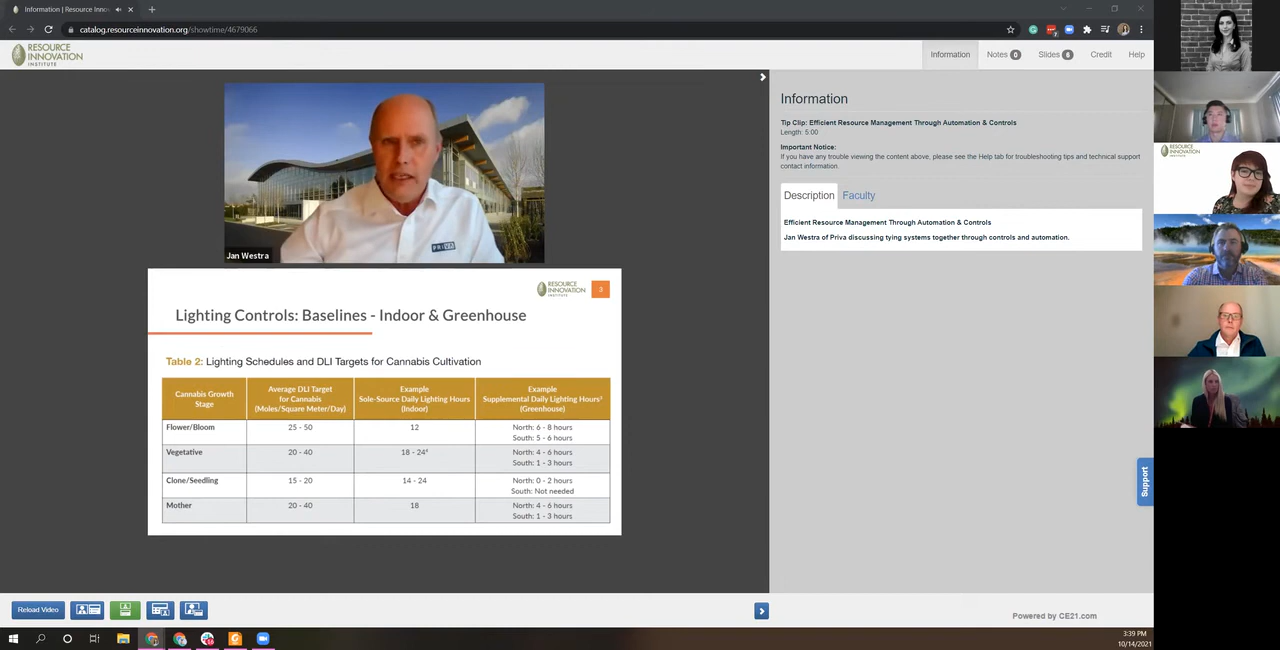 Information | Resource Innov
catalog.resourceinnovation.org/showtime/4679066
RESOURCE
INNOVATION
INSTITUTE
Information
Notes 0
Slides 6
Credit
Help
Jan Westra
PRIVA
RESOURCE
INNOVATION
INSTITUTE
3
Lighting Controls: Baselines - Indoor & Greenhouse
Table 2: Lighting Schedules and DLI Targets for Cannabis Cultivation
Cannabis Growth
Stage
Average DLI Target
for Cannabis
(Moles/Square Meter/Day)
Example
Sole-Source Daily Lighting Hours
(Indoor)
Example
Supplemental Daily Lighting Hours³
(Greenhouse)
Flower/Bloom
25 - 50
12
North: 6 - 8 hours
South: 5 - 6 hours
Vegetative
20 - 40
18 - 24⁴
North: 4 - 6 hours
South: 1 - 3 hours
Clone/Seedling
15 - 20
14 - 24
North: 0 - 2 hours
South: Not needed
Mother
20 - 40
18
North: 4 - 6 hours
South: 1 - 3 hours
Information
Tip Clip: Efficient Resource Management Through Automation & Controls
Length: 5:00
Important Notice:
If you have any trouble viewing the content above, please see the Help tab for troubleshooting tips and technical support
contact information.
Description
Faculty
Efficient Resource Management Through Automation & Controls
Jan Westra of Priva discussing tying systems together through controls and automation.
Support
RESOURCE
INNOVATION
INSTITUTE
Reload Video
Powered by CE21.com
3:39 PM
10/14/2021